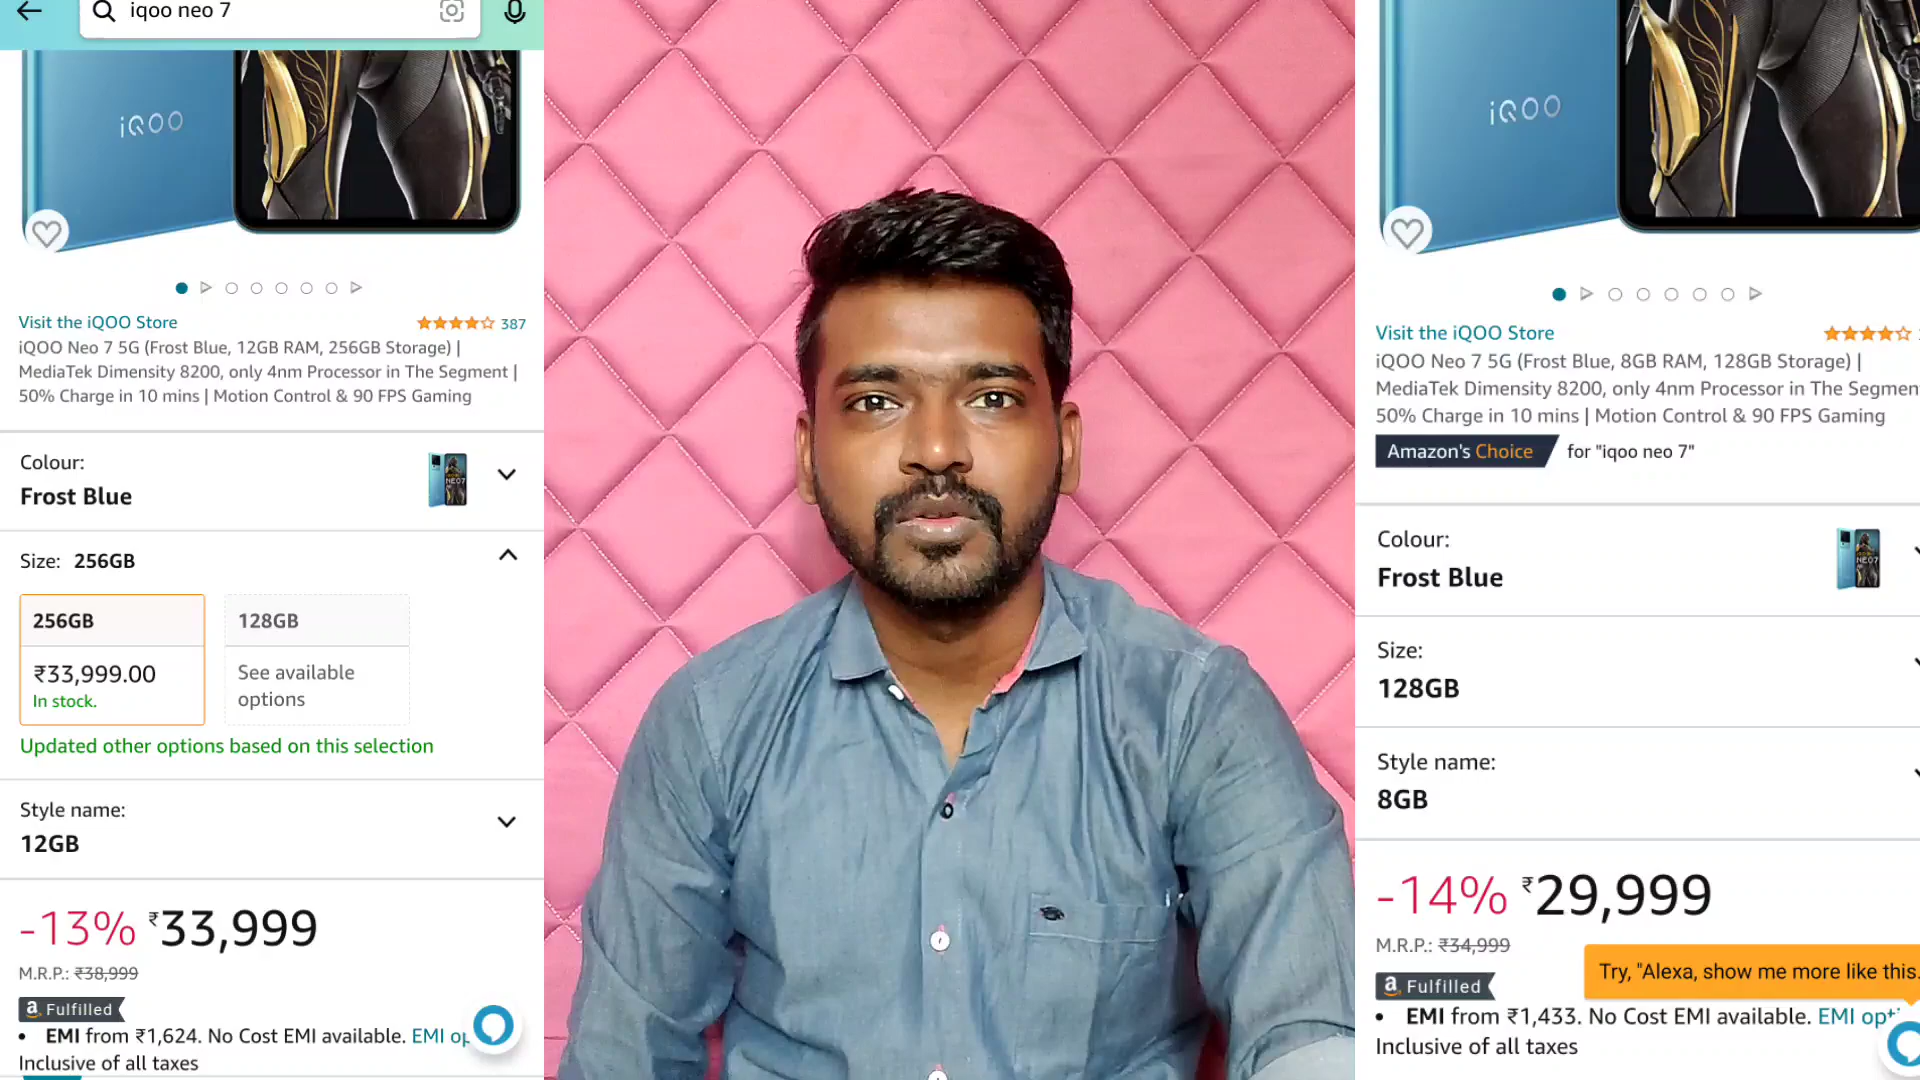 iqoo neo 7
iQOO
Visit the iQOO Store
387
iQOO Neo 7 5G (Frost Blue, 12GB RAM, 256GB Storage) |
MediaTek Dimensity 8200, only 4nm Processor in The Segment |
50% Charge in 10 mins | Motion Control & 90 FPS Gaming
Colour:
Frost Blue
NEO7
Size: 256GB
256GB
₹33,999.00
In stock.
128GB
See available
options
Updated other options based on this selection
Style name:
12GB
-13% ₹33,999
M.R.P.: ₹38,999
a Fulfilled
• EMI from ₹1,624. No Cost EMI available. EMI op
Inclusive of all taxes
iQOO
Visit the iQOO Store
iQOO Neo 7 5G (Frost Blue, 8GB RAM, 128GB Storage) |
MediaTek Dimensity 8200, only 4nm Processor in The Segmen
50% Charge in 10 mins | Motion Control & 90 FPS Gaming
Amazon's Choice for "iqoo neo 7"
Colour:
Frost Blue
NEO7
Size:
128GB
Style name:
8GB
-14% ₹29,999
M.R.P.: ₹34,999
Try, "Alexa, show me more like this.
a Fulfilled
• EMI from ₹1,433. No Cost EMI available. EMI opti
Inclusive of all taxes